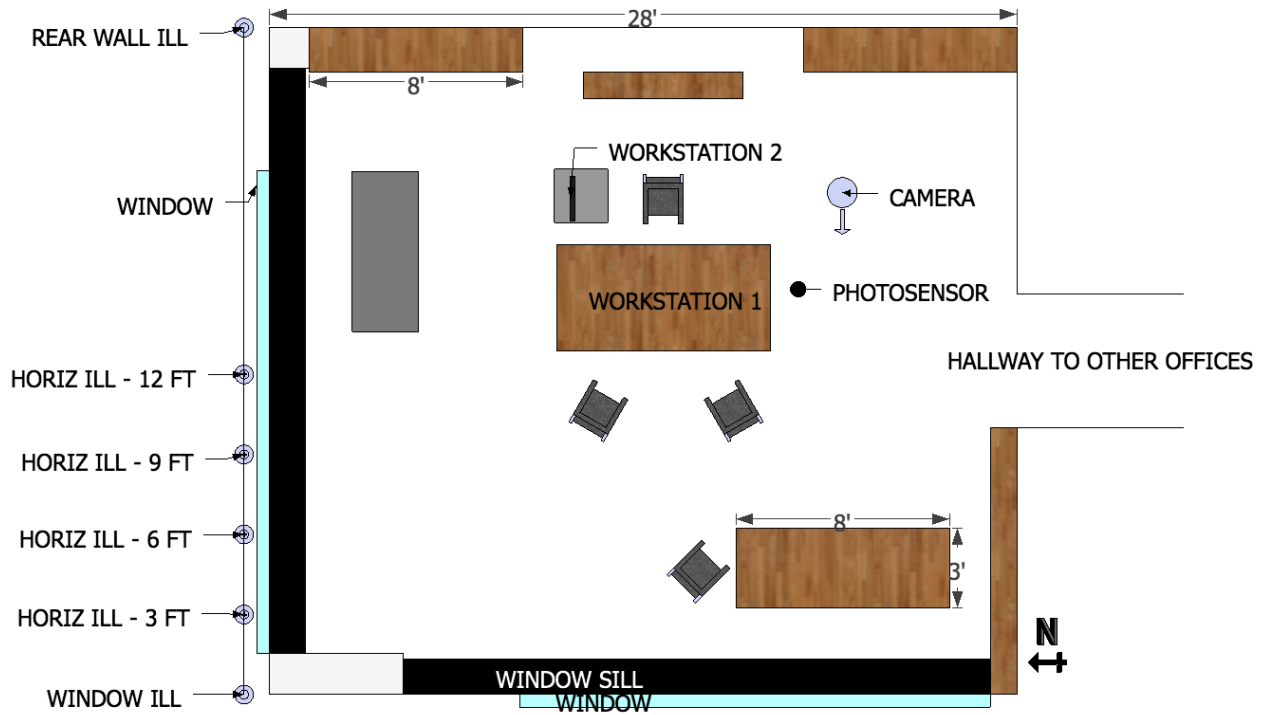 28'
REAR WALL ILL
8'
WORKSTATION 2
WINDOW
CAMERA
PHOTOSENSOR
WORKSTATION 1
HALLWAY TO OTHER OFFICES
HORIZ ILL - 12 FT
HORIZ ILL - 9 FT
8'
HORIZ ILL - 6 FT
3'
HORIZ ILL - 3 FT
N
WINDOW SILL
WINDOW ILL
WINDOW